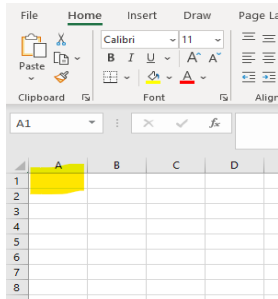 File Home Insert Draw Page La
Calibri 11
Paste B I U A A
A
Clipboard Font Align
A1 fx
A B C D
1
2
3
4
5
6
7
8